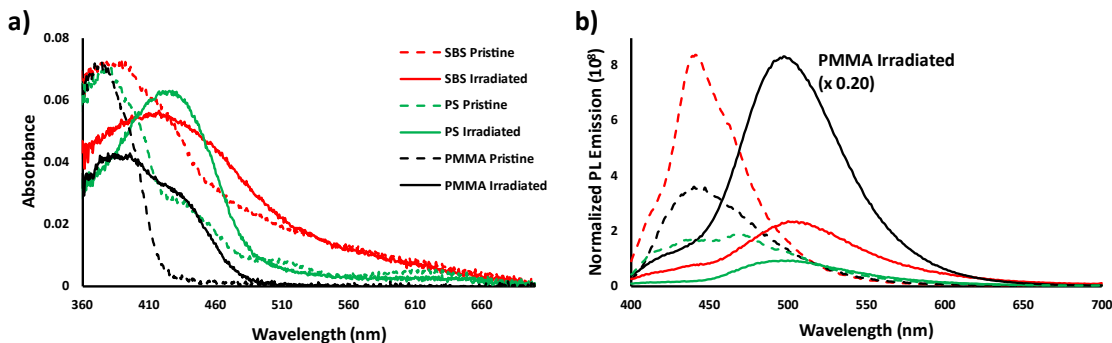 a)
0.08
0.06
0.04
0.02
0
Absorbance
360
410
460
510
560
610
660
Wavelength (nm)
SBS Pristine
SBS Irradiated
PS Pristine
PS Irradiated
PMMA Pristine
PMMA Irradiated
b)
8
6
4
2
0
Normalized PL Emission (10⁸)
400
450
500
550
600
650
700
Wavelength (nm)
PMMA Irradiated
(x 0.20)